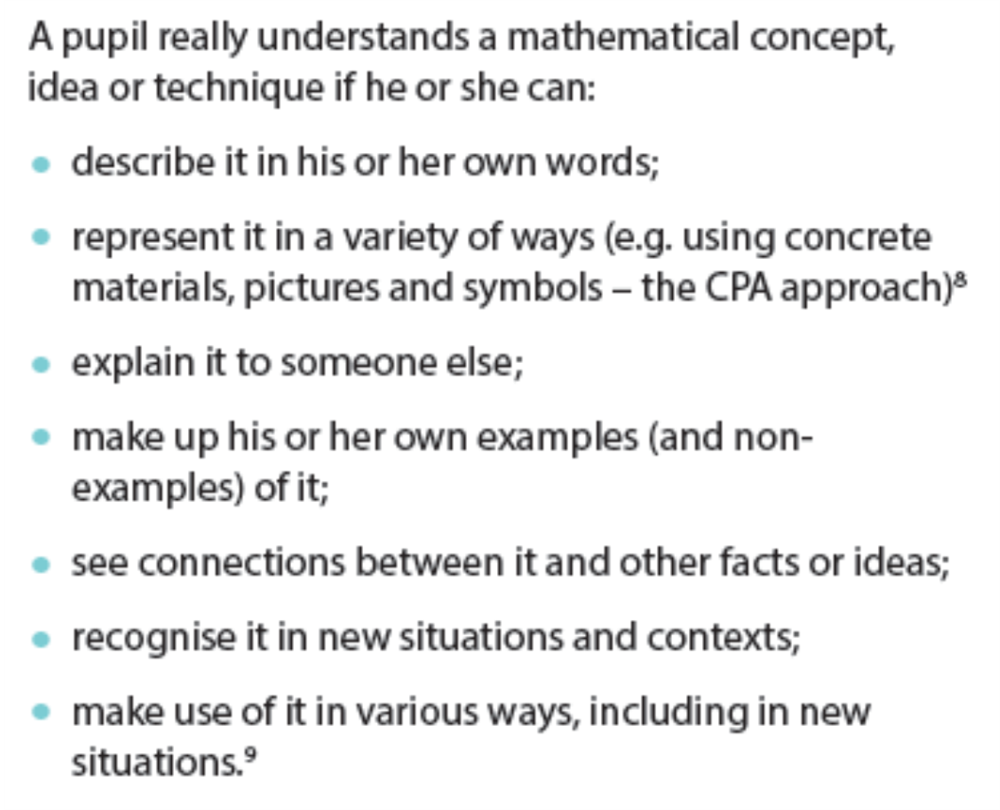 A pupil really understands a mathematical concept,
idea or technique if he or she can:
• describe it in his or her own words;
• represent it in a variety of ways (e.g. using concrete
materials, pictures and symbols – the CPA approach)⁸
• explain it to someone else;
• make up his or her own examples (and non-
examples) of it;
• see connections between it and other facts or ideas;
• recognise it in new situations and contexts;
• make use of it in various ways, including in new
situations.⁹